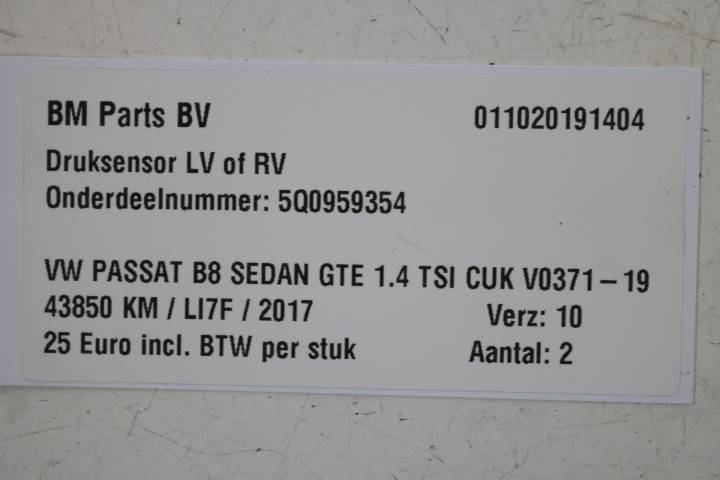 BM Parts BV 011020191404
Druksensor LV of RV
Onderdeelnummer: 5Q0959354
VW PASSAT B8 SEDAN GTE 1.4 TSI CUK V0371-19
43850 KM / LI7F / 2017 Verz: 10
25 Euro incl. BTW per stuk Aantal: 2